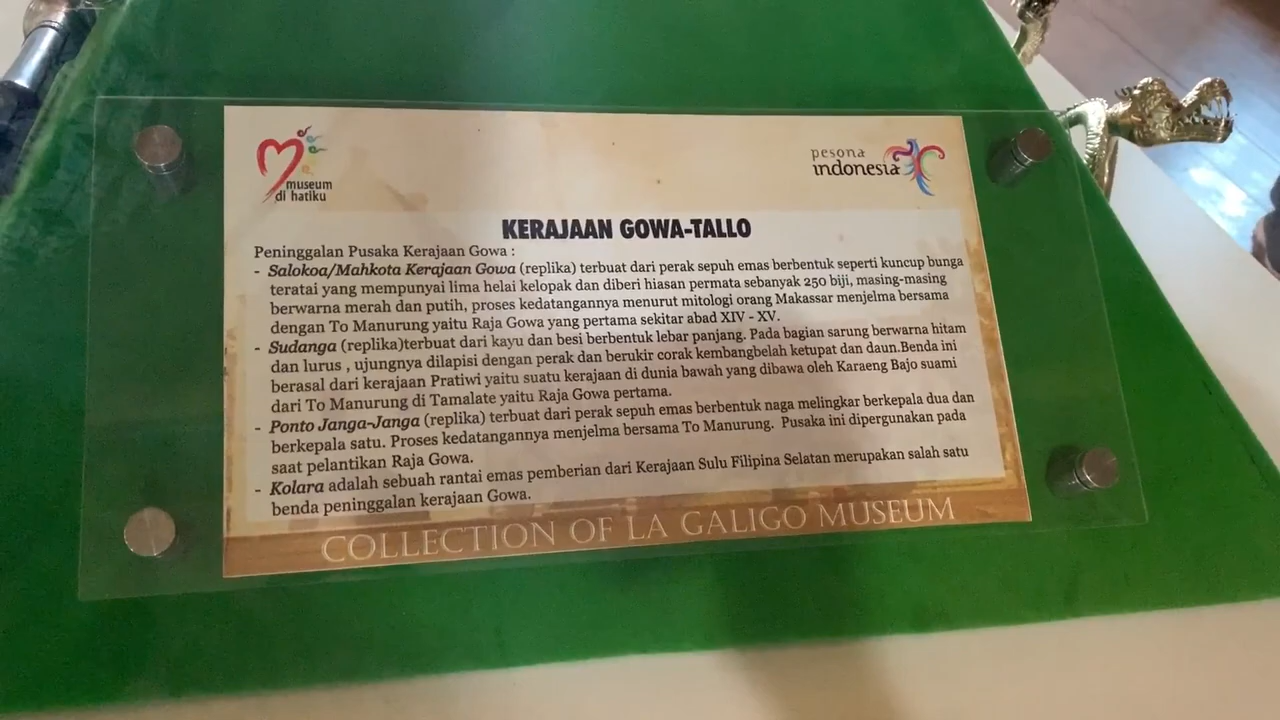 museum
di hatiku
pesona
indonesia
KERAJAAN GOWA-TALLO
Peninggalan Pusaka Kerajaan Gowa :
- Salokoa/Mahkota Kerajaan Gowa (replika) terbuat dari perak sepuh emas berbentuk seperti kuncup bunga
teratai yang mempunyai lima helai kelopak dan diberi hiasan permata sebanyak 250 biji, masing-masing
berwarna merah dan putih, proses kedatangannya menurut mitologi orang Makassar menjelma bersama
dengan To Manurung yaitu Raja Gowa yang pertama sekitar abad XIV - XV.
- Sudanga (replika)terbuat dari kayu dan besi berbentuk lebar panjang. Pada bagian sarung berwarna hitam
dan lurus , ujungnya dilapisi dengan perak dan berukir corak kembangbelah ketupat dan daun.Benda ini
berasal dari kerajaan Pratiwi yaitu suatu kerajaan di dunia bawah yang dibawa oleh Karaeng Bajo suami
dari To Manurung di Tamalate yaitu Raja Gowa pertama.
- Ponto Janga-Janga (replika) terbuat dari perak sepuh emas berbentuk naga melingkar berkepala dua dan
berkepala satu. Proses kedatangannya menjelma bersama To Manurung. Pusaka ini dipergunakan pada
saat pelantikan Raja Gowa.
- Kolara adalah sebuah rantai emas pemberian dari Kerajaan Sulu Filipina Selatan merupakan salah satu
benda peninggalan kerajaan Gowa.
COLLECTION OF LA GALIGO MUSEUM